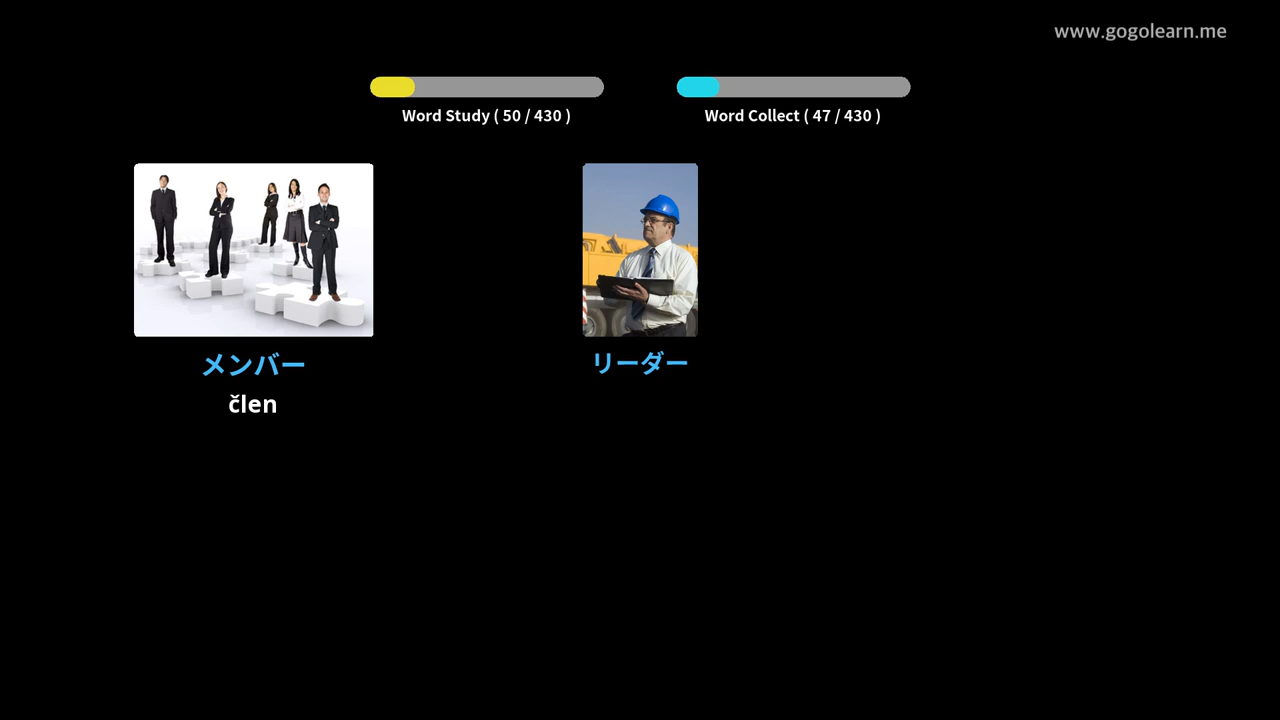 www.gogolearn.me
Word Study ( 50 / 430 )
Word Collect ( 47 / 430 )
メンバー
člen
リーダー